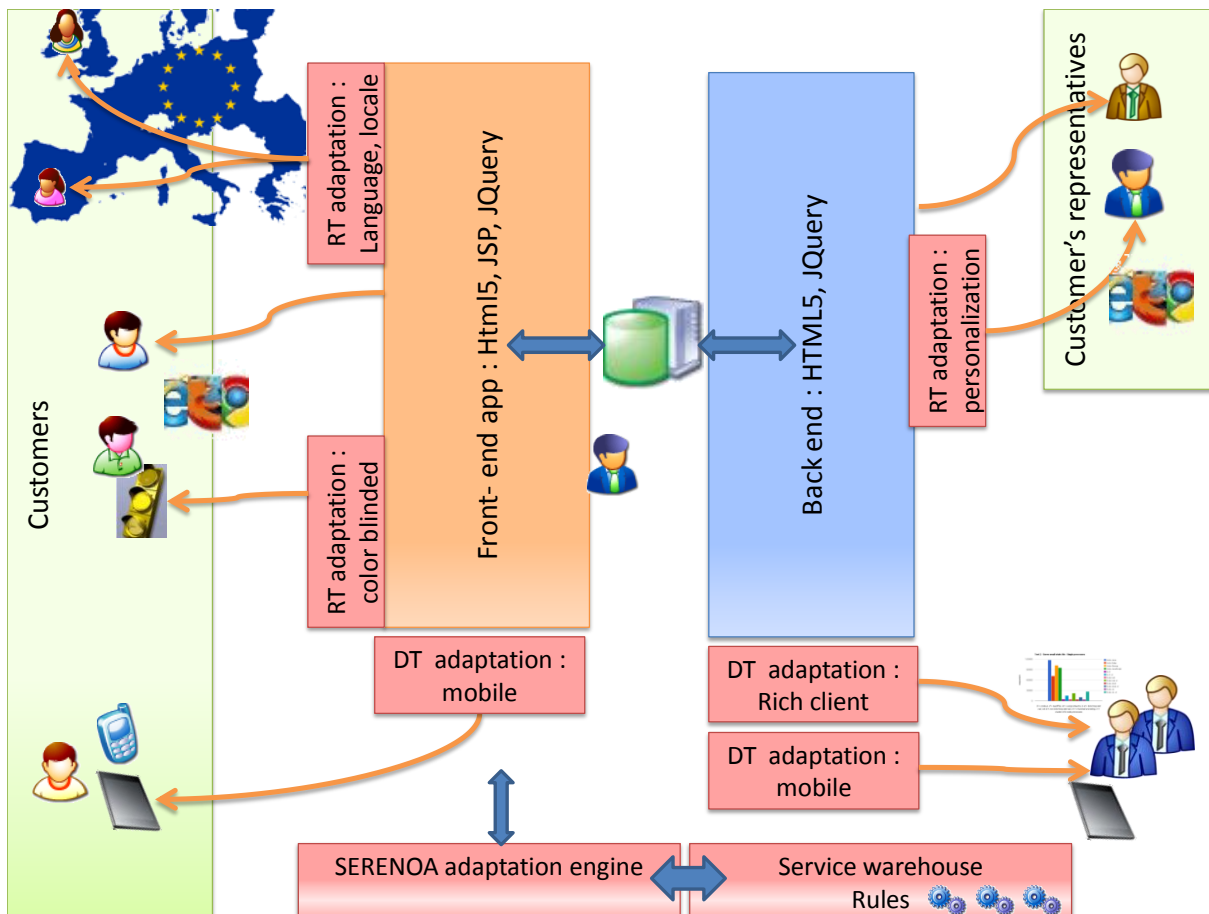 Customers
RT adaptation :
Language, locale
RT adaptation :
color blinded
Front- end app : Html5, JSP, JQuery
DT adaptation :
mobile
Back end : HTML5, JQuery
RT adaptation :
personalization
Customer's representatives
DT adaptation :
Rich client
DT adaptation :
mobile
SERENOA adaptation engine
Service warehouse
Rules